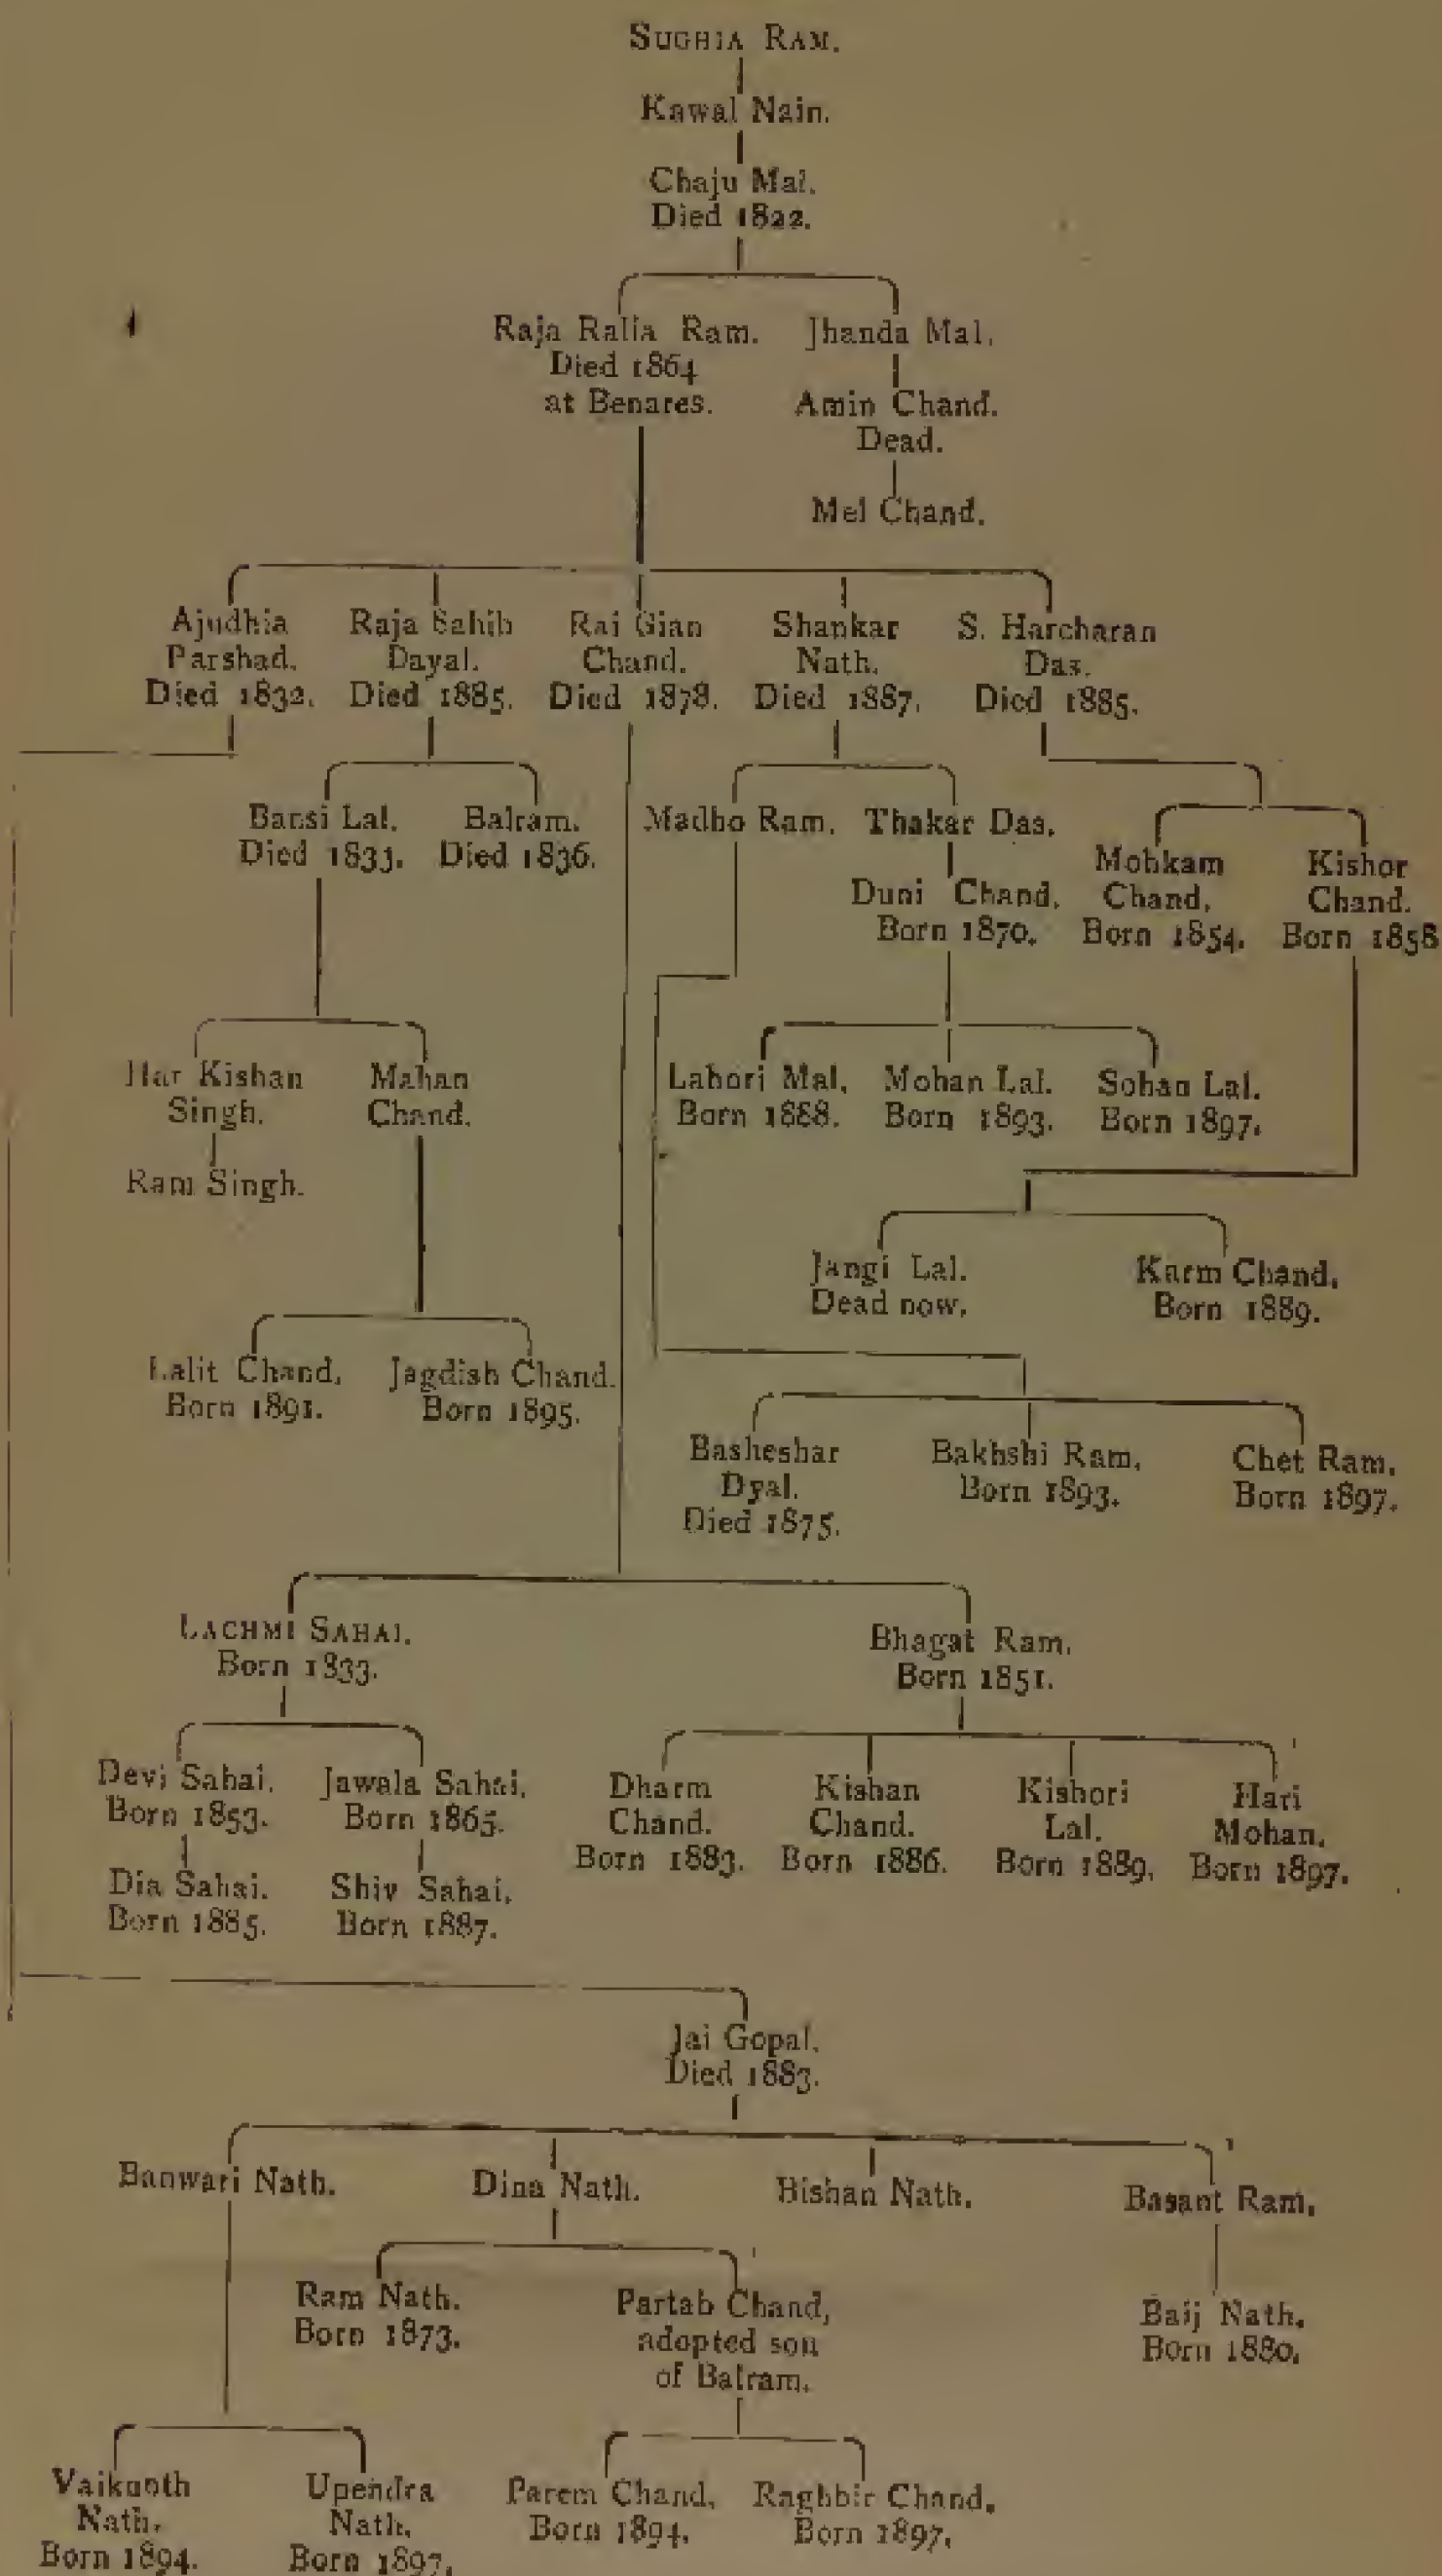 SUGHIA RAM.
Kawal Nain.
Chaju Mal.
Died 1822.
Raja Ralia Ram.
Died 1864
at Benares.
Jhanda Mal.
Amin Chand.
Dead.
Mel Chand.
Ajudhia
Parshad.
Died 1832.
Raja Sahib
Dayal.
Died 1885.
Rai Gian
Chand.
Died 1878.
Shankar
Nath.
Died 1887.
S. Harcharan
Das.
Died 1885.
Bansi Lal.
Died 1833.
Balram.
Died 1836.
Madho Ram.
Thakar Das.
Duni Chand.
Born 1870.
Mohkam
Chand.
Born 1854.
Kishor
Chand.
Born 1858
Har Kishan
Singh.
Ram Singh.
Mahan
Chand.
Lahori Mal.
Born 1888.
Mohan Lal.
Born 1893.
Sohan Lal.
Born 1897.
Jangi Lal.
Dead now.
Karm Chand.
Born 1889.
Lalit Chand.
Born 1891.
Jagdish Chand.
Born 1895.
Basheshar
Dyal.
Died 1875.
Bakhshi Ram.
Born 1893.
Chet Ram.
Born 1897.
LACHMI SAHAI.
Born 1833.
Bhagat Ram.
Born 1851.
Devi Sahai.
Born 1853.
Dia Sahai.
Born 1885.
Jawala Sahai.
Born 1865.
Shiv Sahai.
Born 1887.
Dharm
Chand.
Born 1883.
Kishan
Chand.
Born 1886.
Kishori
Lal.
Born 1889.
Hari
Mohan.
Born 1897.
Jai Gopal.
Died 1883.
Banwari Nath.
Dina Nath.
Bishan Nath.
Basant Ram.
Ram Nath.
Born 1873.
Partab Chand,
adopted son
of Balram.
Baij Nath.
Born 1880.
Vaikunth
Nath.
Born 1894.
Upendra
Nath.
Born 1897.
Parem Chand.
Born 1894.
Raghbir Chand.
Born 1897.